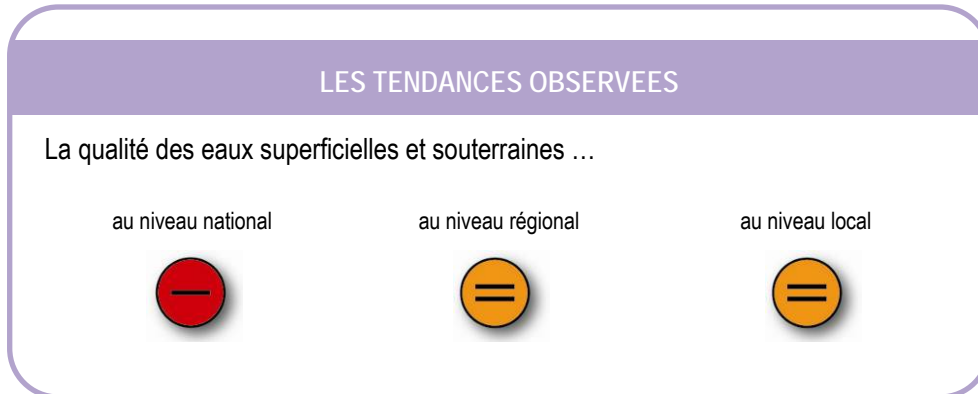 LES TENDANCES OBSERVEES
La qualité des eaux superficielles et souterraines …
au niveau national au niveau régional au niveau local